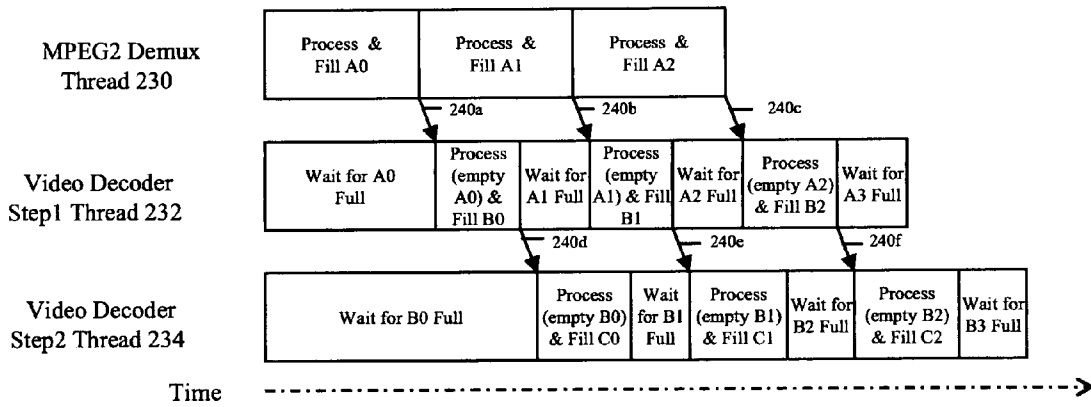 MPEG2 Demux
Thread 230
Process &
Fill A0
Process &
Fill A1
Process &
Fill A2
240a
240b
240c
Video Decoder
Step1 Thread 232
Wait for A0
Full
Process
(empty
A0) &
Fill B0
Wait for
A1 Full
Process
(empty
A1) & Fill
B1
Wait for
A2 Full
Process
(empty A2)
& Fill B2
Wait for
A3 Full
240d
240e
240f
Video Decoder
Step2 Thread 234
Wait for B0 Full
Process
(empty B0)
& Fill C0
Wait
for B1
Full
Process
(empty B1)
& Fill C1
Wait for
B2 Full
Process
(empty B2)
& Fill C2
Wait for
B3 Full
Time